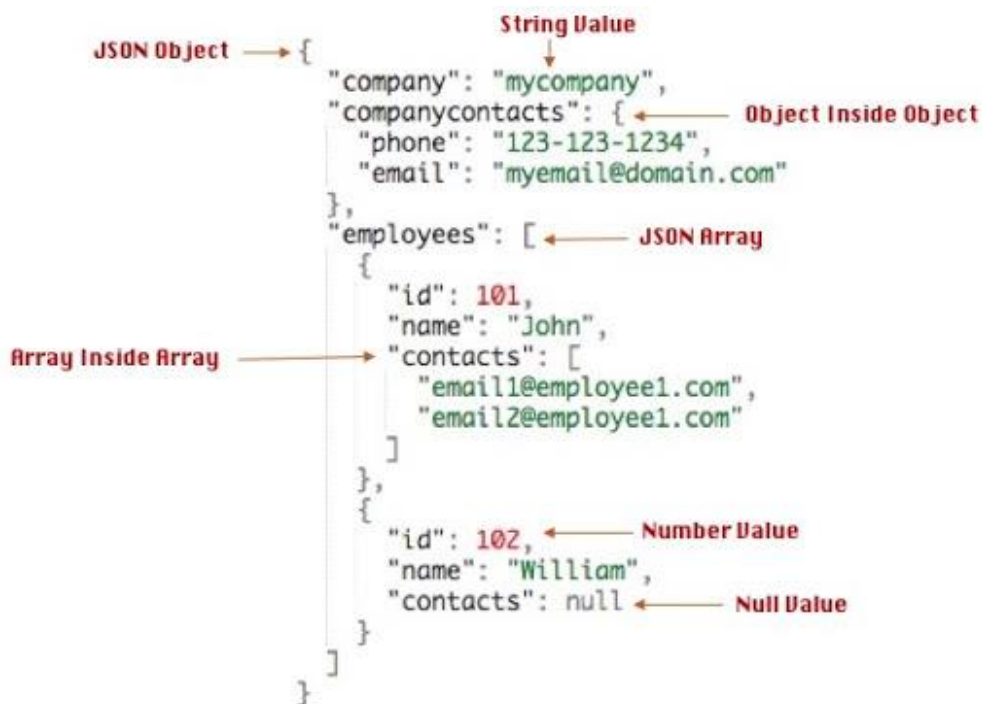 String Value
JSON Object {
"company": "mycompany",
"companycontacts": { Object Inside Object
"phone": "123-123-1234",
"email": "myemail@domain.com"
},
"employees": [ JSON Array
{
"id": 101,
"name": "John",
Array Inside Array "contacts": [
"email1@employee1.com",
"email2@employee1.com"
]
},
{
"id": 102, Number Value
"name": "William",
"contacts": null Null Value
}
]
}